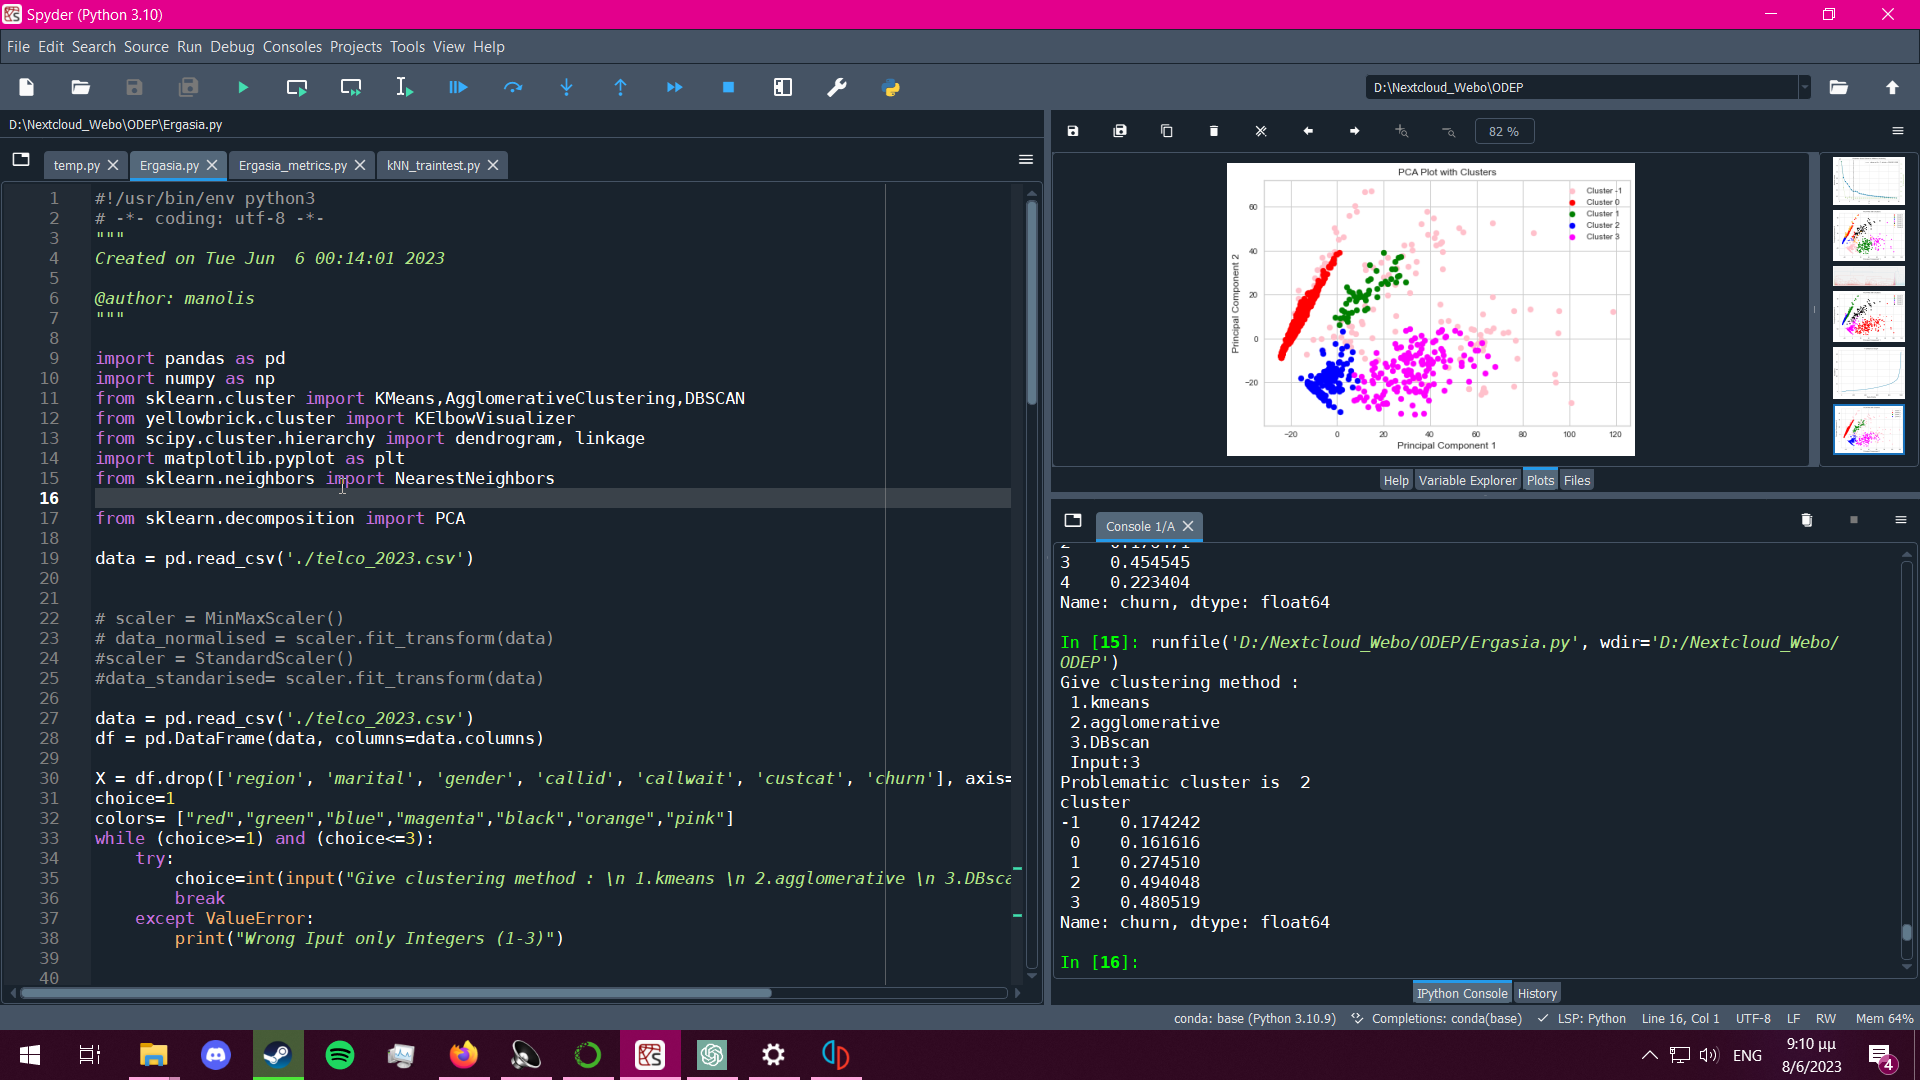 Spyder (Python 3.10)
File Edit Search Source Run Debug Consoles Projects Tools View Help
D:\Nextcloud_Webo\ODEP
D:\Nextcloud_Webo\ODEP\Ergasia.py
temp.py Ergasia.py Ergasia_metrics.py kNN_traintest.py
1 #!/usr/bin/env python3
2 # -*- coding: utf-8 -*-
3 """
4 Created on Tue Jun  6 00:14:01 2023
5
6 @author: manolis
7 """
8
9 import pandas as pd
10 import numpy as np
11 from sklearn.cluster import KMeans,AgglomerativeClustering,DBSCAN
12 from yellowbrick.cluster import KElbowVisualizer
13 from scipy.cluster.hierarchy import dendrogram, linkage
14 import matplotlib.pyplot as plt
15 from sklearn.neighbors import NearestNeighbors
16
17 from sklearn.decomposition import PCA
18
19 data = pd.read_csv('./telco_2023.csv')
20
21
22 # scaler = MinMaxScaler()
23 # data_normalised = scaler.fit_transform(data)
24 #scaler = StandardScaler()
25 #data_standarised= scaler.fit_transform(data)
26
27 data = pd.read_csv('./telco_2023.csv')
28 df = pd.DataFrame(data, columns=data.columns)
29
30 X = df.drop(['region', 'marital', 'gender', 'callid', 'callwait', 'custcat', 'churn'], axis=
31 choice=1
32 colors= ["red","green","blue","magenta","black","orange","pink"]
33 while (choice>=1) and (choice<=3):
34 try:
35 choice=int(input("Give clustering method : \n 1.kmeans \n 2.agglomerative \n 3.DBsca
36 break
37 except ValueError:
38 print("Wrong Iput only Integers (1-3)")
39
40
82 %
PCA Plot with Clusters
Cluster -1
Cluster 0
Cluster 1
Cluster 2
Cluster 3
Principal Component 2
60
40
20
0
−20
−20 0 20 40 60 80 100 120
Principal Component 1
Help Variable Explorer Plots Files
Console 1/A
3 0.454545
4 0.223404
Name: churn, dtype: float64
In [15]: runfile('D:/Nextcloud_Webo/ODEP/Ergasia.py', wdir='D:/Nextcloud_Webo/
ODEP')
Give clustering method :
1.kmeans
2.agglomerative
3.DBscan
Input:3
Problematic cluster is  2
cluster
-1 0.174242
0 0.161616
1 0.274510
2 0.494048
3 0.480519
Name: churn, dtype: float64
In [16]:
IPython Console History
conda: base (Python 3.10.9) Completions: conda(base) LSP: Python Line 16, Col 1 UTF-8 LF RW Mem 64%
ENG
9:10 μμ
8/6/2023
4